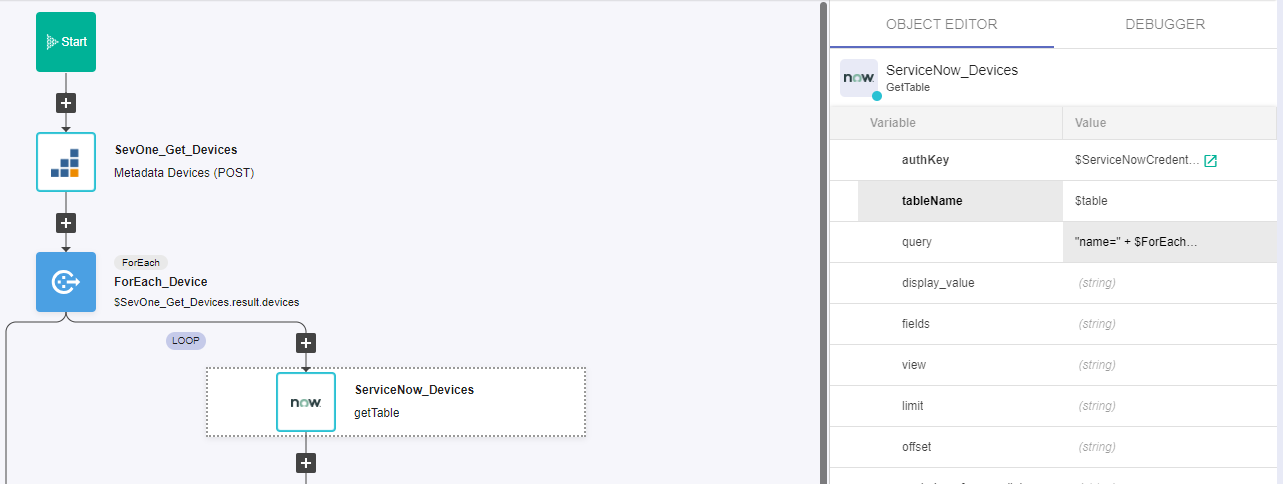 Start
SevOne_Get_Devices
Metadata Devices (POST)
ForEach
ForEach_Device
$SevOne_Get_Devices.result.devices
LOOP
now
ServiceNow_Devices
getTable
OBJECT EDITOR DEBUGGER
now
ServiceNow_Devices
GetTable
Variable Value
authKey $ServiceNowCredent...
tableName $table
query "name=" + $ForEach...
display_value (string)
fields (string)
view (string)
limit (string)
offset (string)